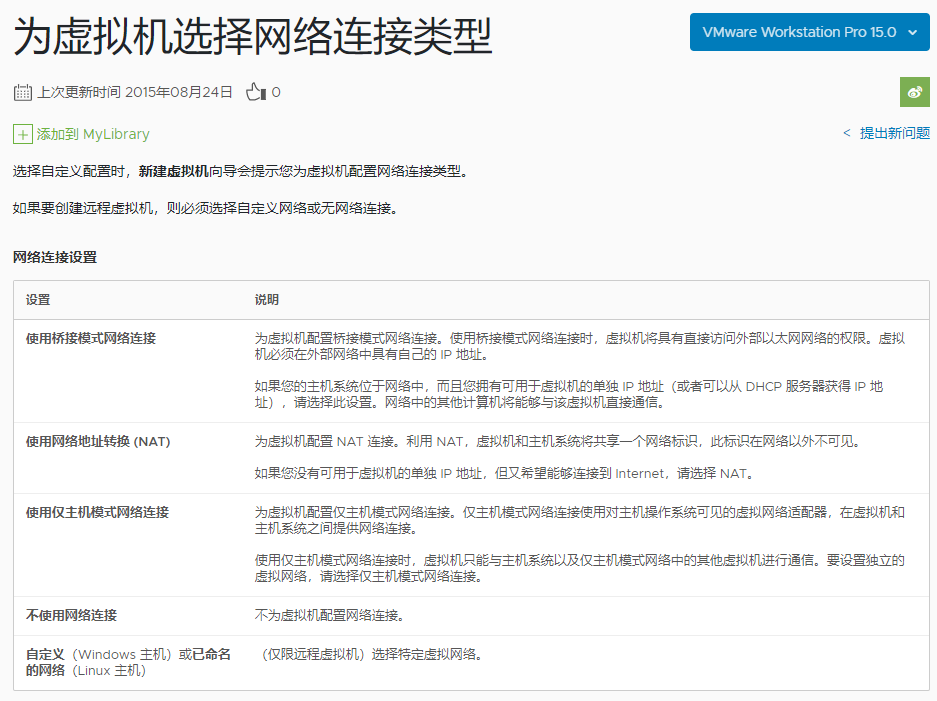 为虚拟机选择网络连接类型
VMware Workstation Pro 15.0
上次更新时间 2015年08月24日 0
添加到 MyLibrary
< 提出新问题
选择自定义配置时，新建虚拟机向导会提示您为虚拟机配置网络连接类型。
如果要创建远程虚拟机，则必须选择自定义网络或无网络连接。
网络连接设置
设置 说明
使用桥接模式网络连接
为虚拟机配置桥接模式网络连接。使用桥接模式网络连接时，虚拟机将具有直接访问外部以太网网络的权限。虚拟
机必须在外部网络中具有自己的 IP 地址。
如果您的主机系统位于网络中，而且您拥有可用于虚拟机的单独 IP 地址（或者可以从 DHCP 服务器获得 IP 地
址），请选择此设置。网络中的其他计算机将能够与该虚拟机直接通信。
使用网络地址转换 (NAT)
为虚拟机配置 NAT 连接。利用 NAT，虚拟机和主机系统将共享一个网络标识，此标识在网络以外不可见。
如果您没有可用于虚拟机的单独 IP 地址，但又希望能够连接到 Internet，请选择 NAT。
使用仅主机模式网络连接
为虚拟机配置仅主机模式网络连接。仅主机模式网络连接使用对主机操作系统可见的虚拟网络适配器，在虚拟机和
主机系统之间提供网络连接。
使用仅主机模式网络连接时，虚拟机只能与主机系统以及仅主机模式网络中的其他虚拟机进行通信。要设置独立的
虚拟网络，请选择仅主机模式网络连接。
不使用网络连接
不为虚拟机配置网络连接。
自定义（Windows 主机）或已命名
的网络（Linux 主机）
（仅限远程虚拟机）选择特定虚拟网络。